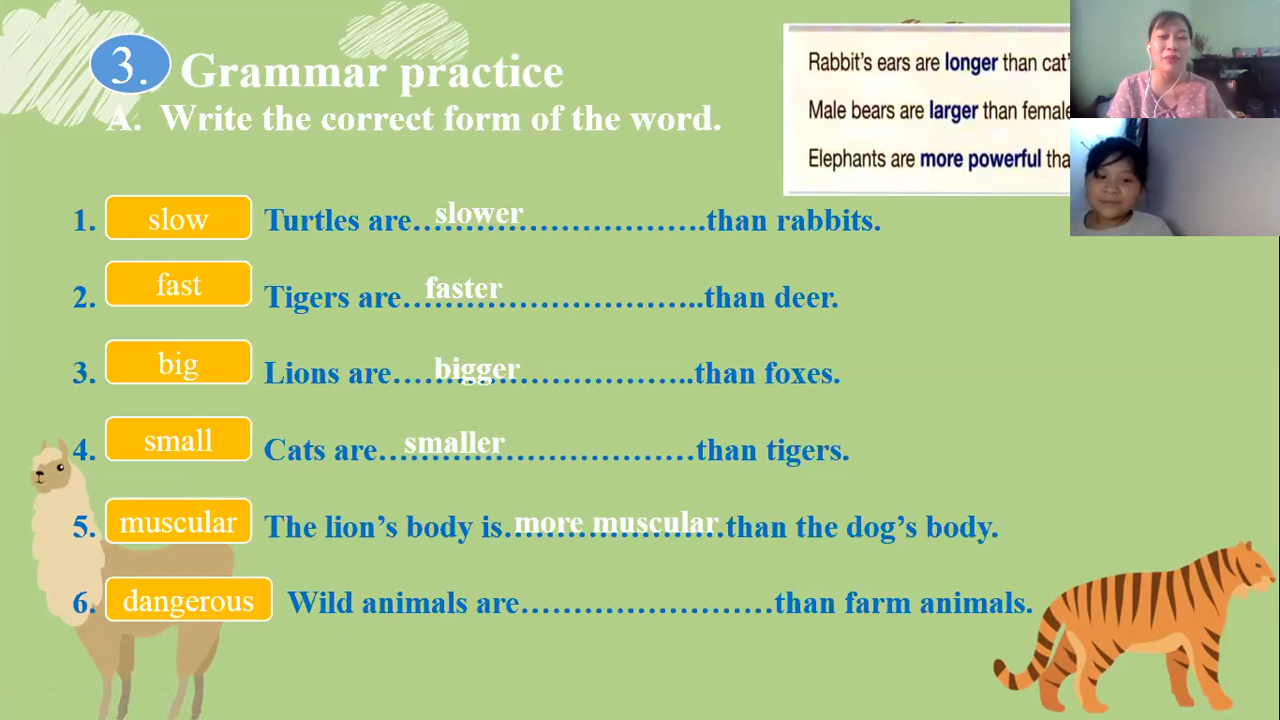 3. Grammar practice
A. Write the correct form of the word.
Rabbit's ears are longer than cat'
Male bears are larger than female
Elephants are more powerful tha
1. slow Turtles are.... slower ....than rabbits.
2. fast Tigers are.... faster ....than deer.
3. big Lions are.... bigger ....than foxes.
4. small Cats are.... smaller ....than tigers.
5. muscular The lion's body is.... more muscular ....than the dog's body.
6. dangerous Wild animals are........................than farm animals.